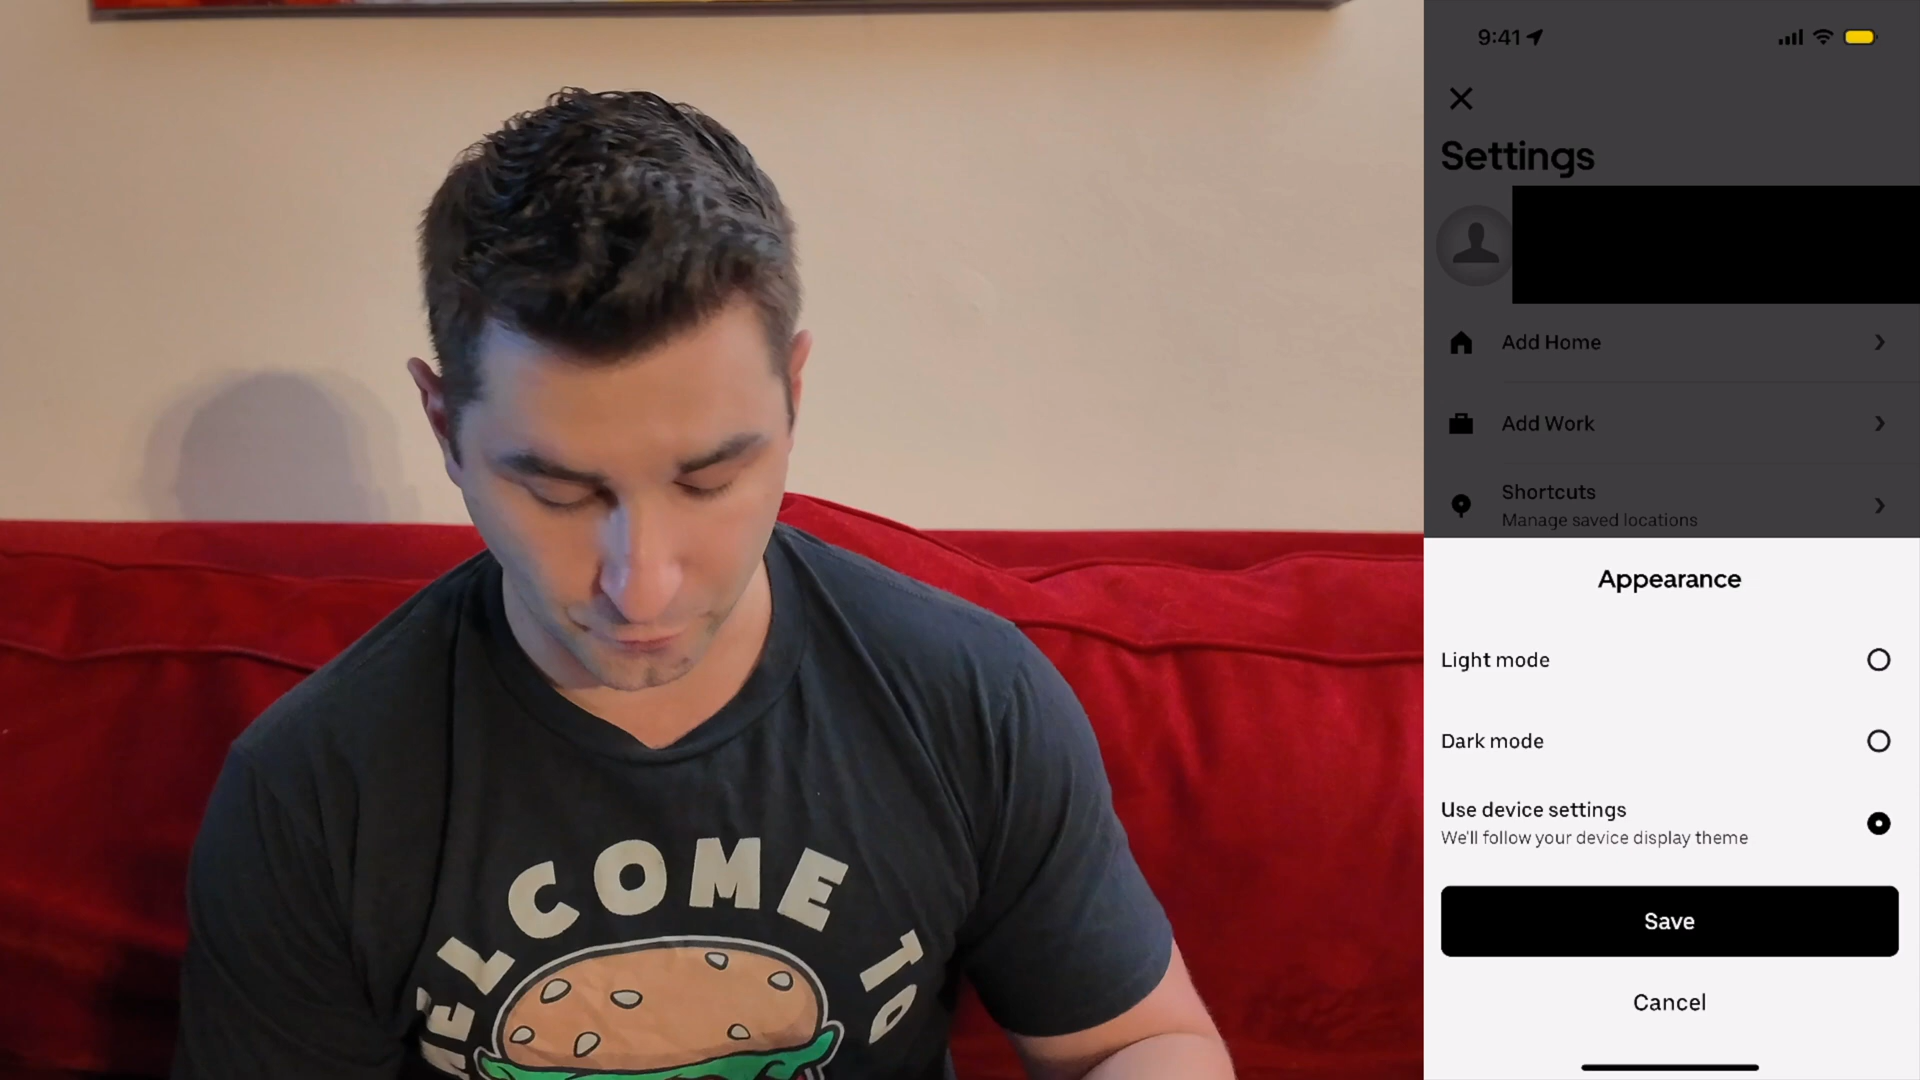 WELCOME TO
9:41
Settings
Add Home
Add Work
Shortcuts
Manage saved locations
Appearance
Light mode
Dark mode
Use device settings
We'll follow your device display theme
Save
Cancel